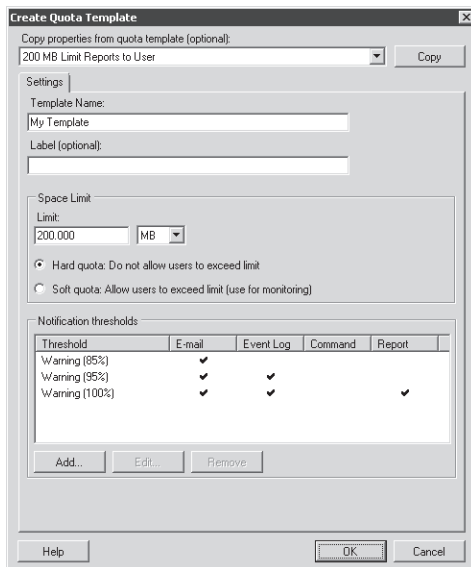 Create Quota Template
Copy properties from quota template (optional):
200 MB Limit Reports to User
Copy
Settings
Template Name:
My Template
Label (optional):
Space Limit
Limit:
200.000 MB
Hard quota: Do not allow users to exceed limit
Soft quota: Allow users to exceed limit (use for monitoring)
Notification thresholds
Threshold E-mail Event Log Command Report
Warning (85%)
Warning (95%)
Warning (100%)
Add... Edit... Remove
Help OK Cancel